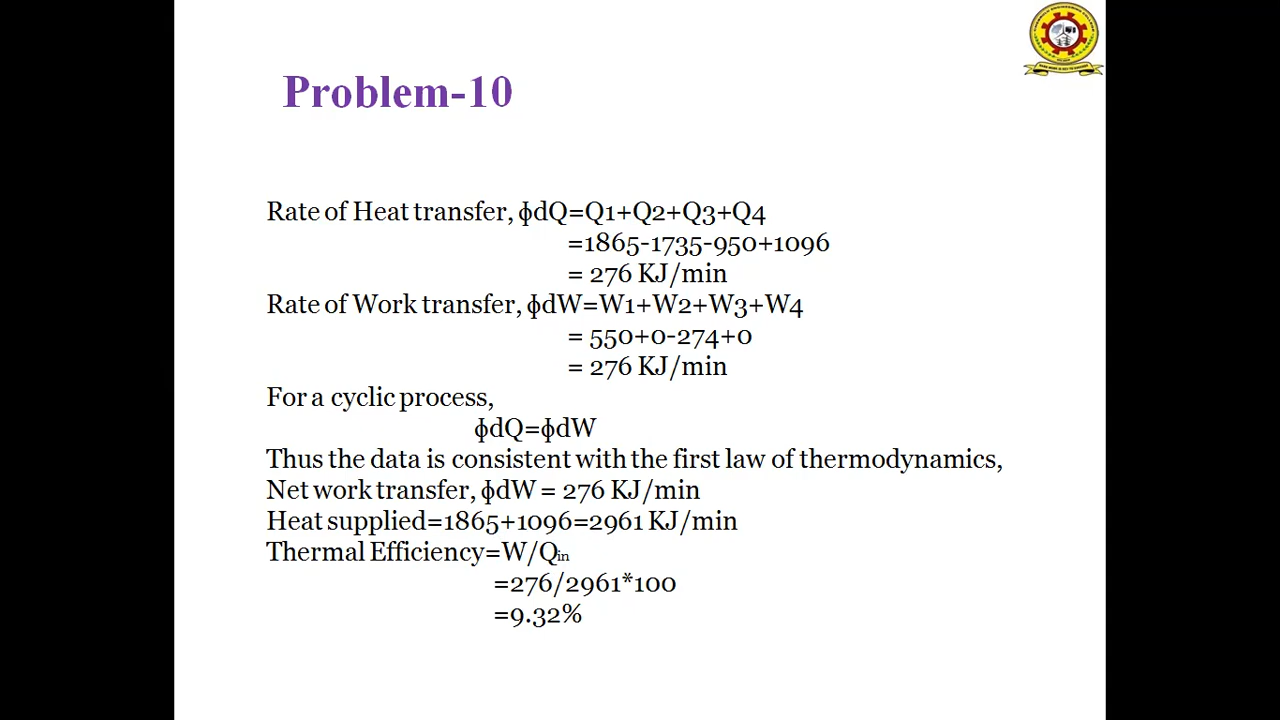 Problem-10
Rate of Heat transfer, ϕdQ=Q1+Q2+Q3+Q4
=1865-1735-950+1096
= 276 KJ/min
Rate of Work transfer, ϕdW=W1+W2+W3+W4
= 550+0-274+0
= 276 KJ/min
For a cyclic process,
ϕdQ=ϕdW
Thus the data is consistent with the first law of thermodynamics,
Net work transfer, ϕdW = 276 KJ/min
Heat supplied=1865+1096=2961 KJ/min
Thermal Efficiency=W/Qin
=276/2961*100
=9.32%